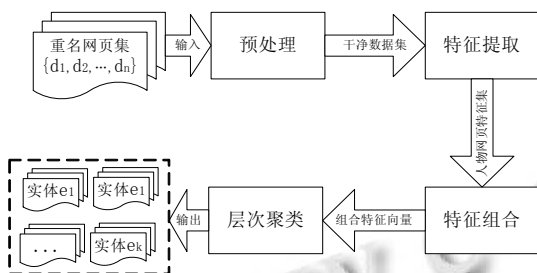 重名网页集
{d1,d2,…,dn}
输入
预处理
干净数据集
特征提取
人物网页特征集
特征组合
组合特征向量
层次聚类
输出
实体e1
实体e1
...
实体ek